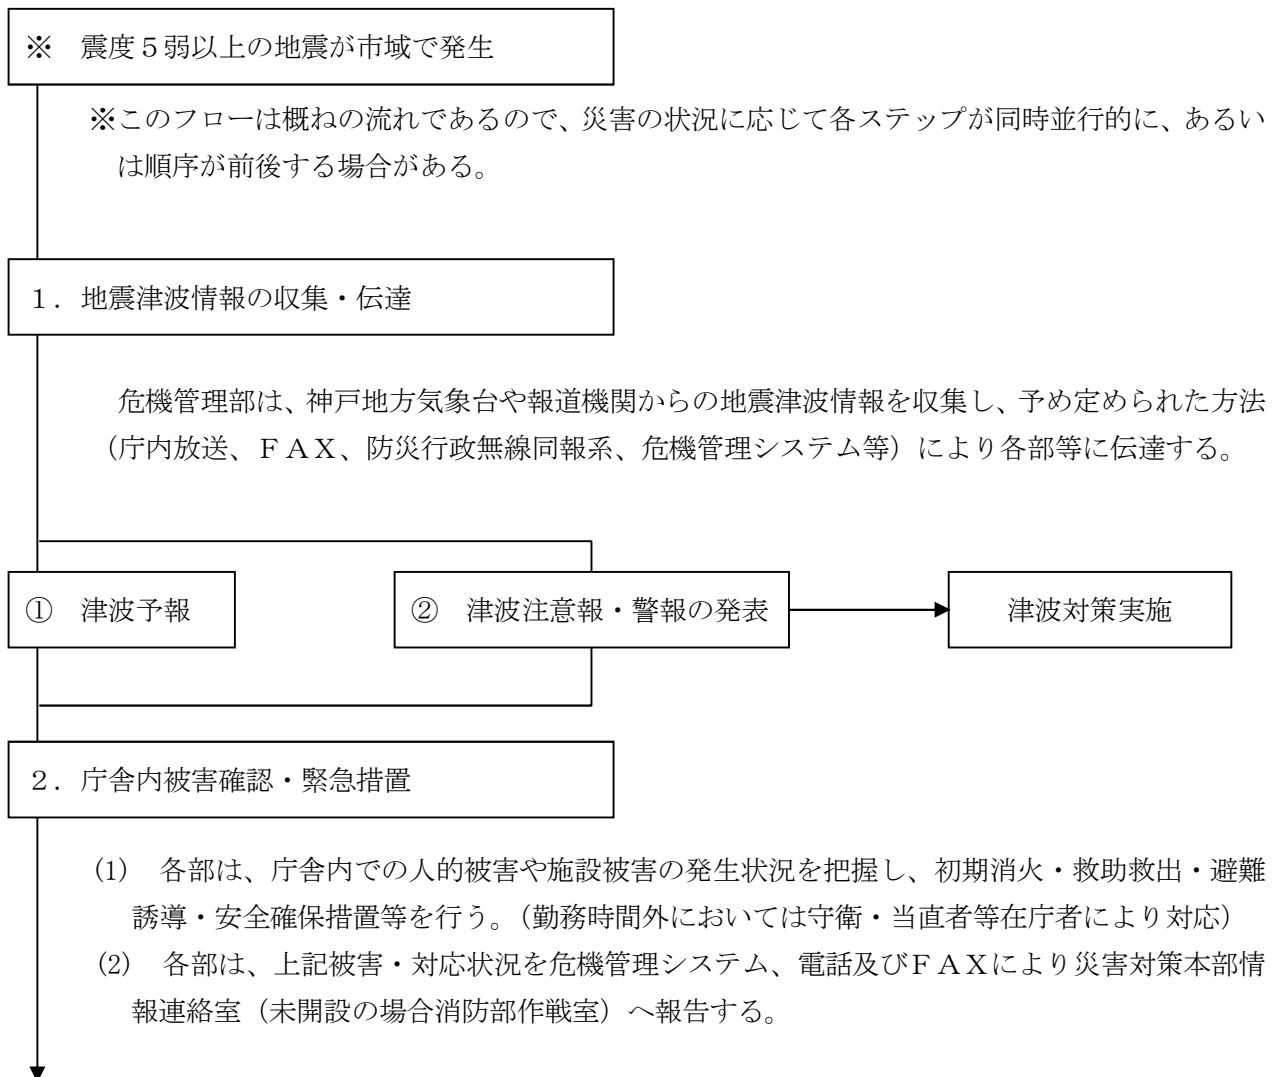 ※　震度５弱以上の地震が市域で発生
※このフローは概ねの流れであるので、災害の状況に応じて各ステップが同時並行的に、あるい
は順序が前後する場合がある。
１．地震津波情報の収集・伝達
危機管理部は、神戸地方気象台や報道機関からの地震津波情報を収集し、予め定められた方法
（庁内放送、ＦＡＸ、防災行政無線同報系、危機管理システム等）により各部等に伝達する。
①　津波予報
②　津波注意報・警報の発表
津波対策実施
２．庁舎内被害確認・緊急措置
(1)　各部は、庁舎内での人的被害や施設被害の発生状況を把握し、初期消火・救助救出・避難
誘導・安全確保措置等を行う。（勤務時間外においては守衛・当直者等在庁者により対応）
(2)　各部は、上記被害・対応状況を危機管理システム、電話及びＦＡＸにより災害対策本部情
報連絡室（未開設の場合消防部作戦室）へ報告する。